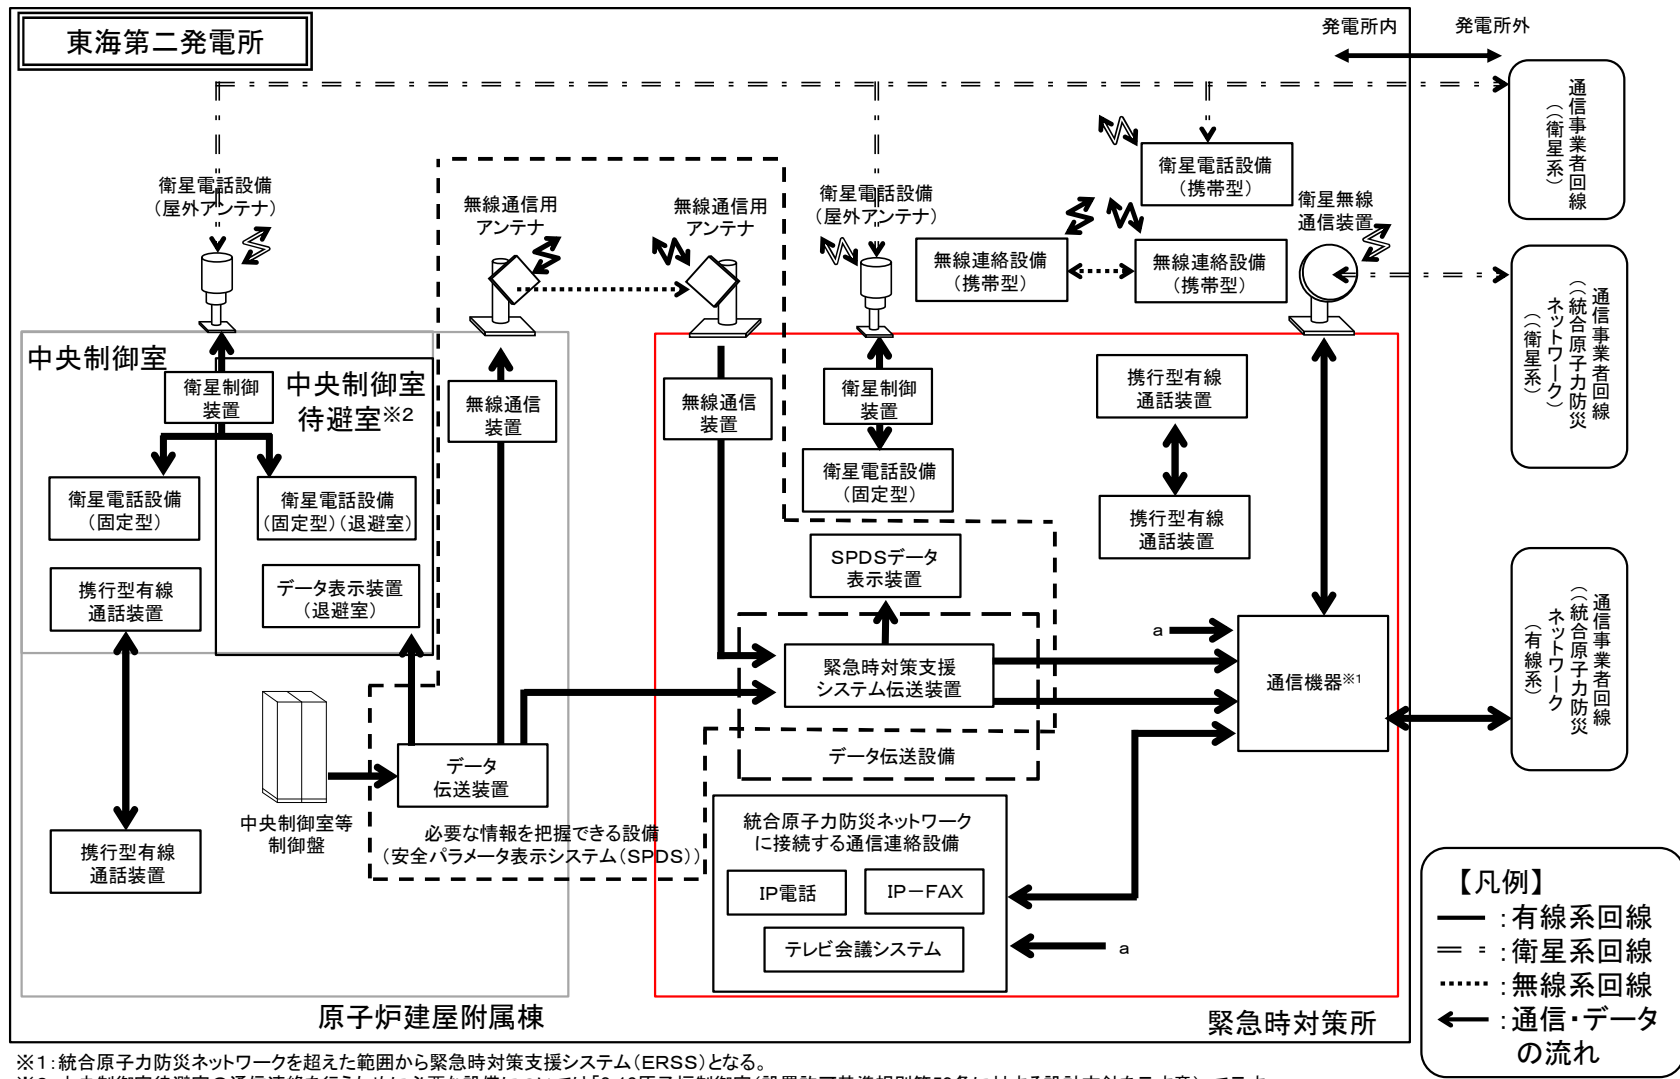 東海第二発電所
発電所内
発電所外
通信事業者回線
(（衛星系）
衛星電話設備
（屋外アンテナ）
無線通信用
アンテナ
無線通信用
アンテナ
衛星電話設備
（屋外アンテナ）
衛星電話設備
（携帯型）
無線連絡設備
（携帯型）
無線連絡設備
（携帯型）
衛星無線
通信装置
通信事業者回線
(（統合原子力防災
ネットワーク）
(（衛星系）
中央制御室
衛星制御
装置
中央制御室
待避室※2
無線通信
装置
無線通信
装置
衛星制御
装置
携行型有線
通話装置
衛星電話設備
（固定型）
衛星電話設備
（固定型）（退避室）
衛星電話設備
（固定型）
携行型有線
通話装置
携行型有線
通話装置
データ表示装置
（退避室）
SPDSデータ
表示装置
通信事業者回線
(（統合原子力防災
ネットワーク
（有線系）
a
緊急時対策支援
システム伝送装置
通信機器※1
データ
伝送装置
データ伝送設備
中央制御室等
制御盤
必要な情報を把握できる設備
（安全パラメータ表示システム（SPDS））
携行型有線
通話装置
統合原子力防災ネットワーク
に接続する通信連絡設備
IP電話
IP－FAX
テレビ会議システム
a
原子炉建屋附属棟
緊急時対策所
【凡例】
：有線系回線
：衛星系回線
：無線系回線
：通信・データ
の流れ
※1：統合原子力防災ネットワークを超えた範囲から緊急時対策支援システム（ERSS）となる。